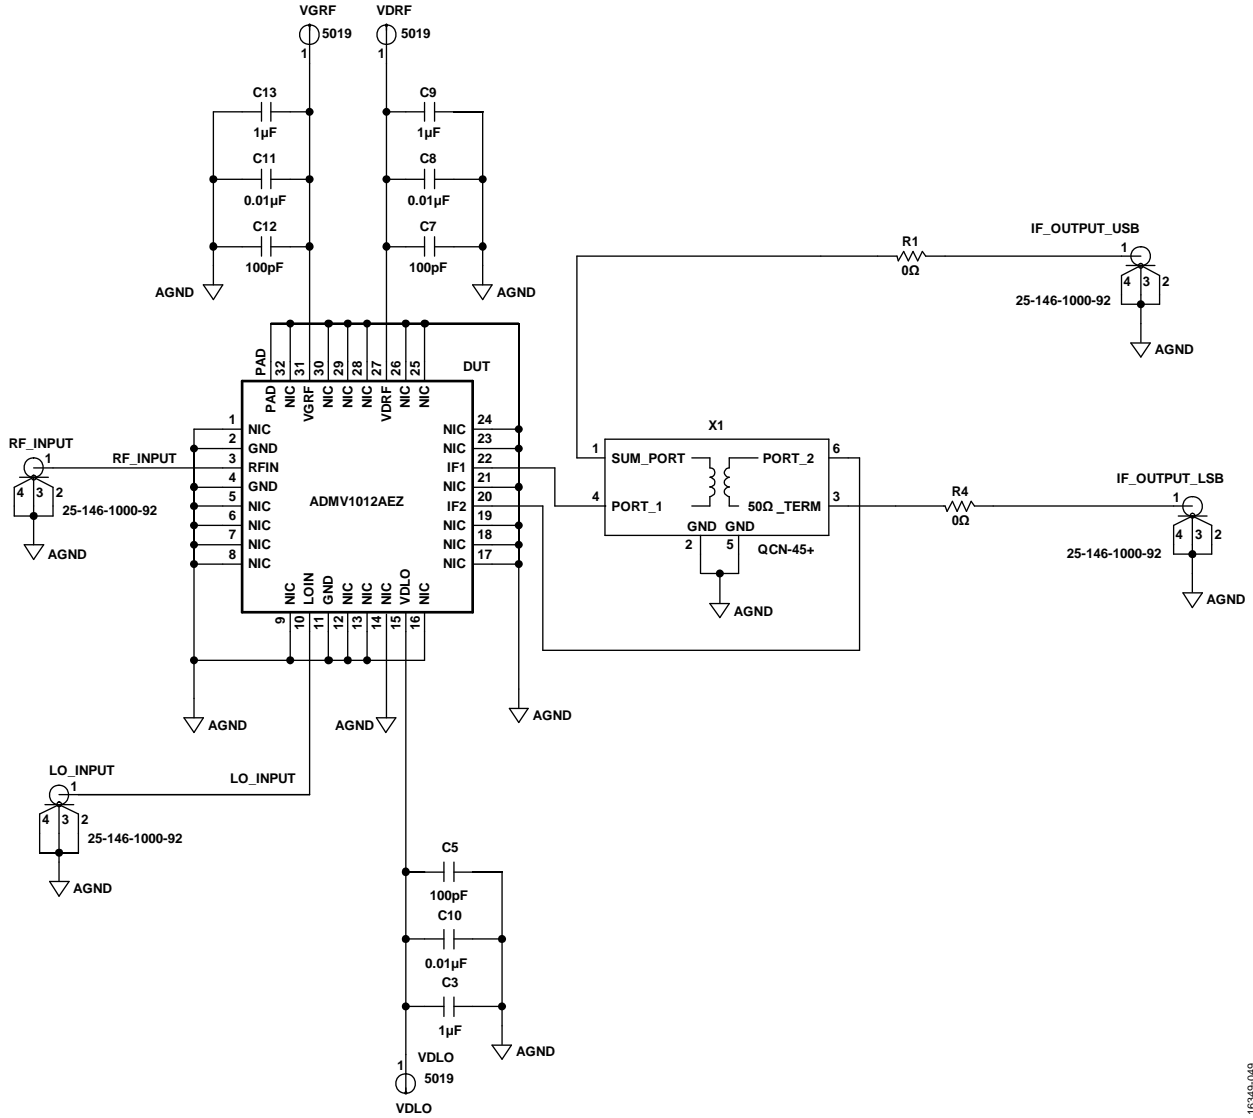 VGRF
5019
1
VDRF
5019
1
C13
1µF
C11
0.01µF
C12
100pF
AGND
C9
1µF
C8
0.01µF
C7
100pF
AGND
IF_OUTPUT_USB
R1
0Ω
1
4 3 2
25-146-1000-92
AGND
PAD
32
31
30
29
28
27
26
25
DUT
PAD
NIC
VGRF
NIC
NIC
NIC
VDRF
NIC
NIC
1 NIC
2 GND
3 RFIN
4 GND
5 NIC
6 NIC
7 NIC
8 NIC
ADMV1012AEZ
NIC 24
NIC 23
IF1 22
NIC 21
IF2 20
NIC 19
NIC 18
NIC 17
NIC
LOIN
GND
NIC
NIC
NIC
VDLO
NIC
9
10
11
12
13
14
15
16
RF_INPUT
1
RF_INPUT
4 3 2
25-146-1000-92
AGND
X1
1 SUM_PORT
PORT_2 6
4 PORT_1
50Ω_TERM 3
GND GND
2 5
QCN-45+
AGND
R4
0Ω
IF_OUTPUT_LSB
1
4 3 2
25-146-1000-92
AGND
AGND
AGND
AGND
LO_INPUT
1
LO_INPUT
4 3 2
25-146-1000-92
AGND
C5
100pF
C10
0.01µF
C3
1µF
AGND
1
VDLO
5019
VDLO
16349-049